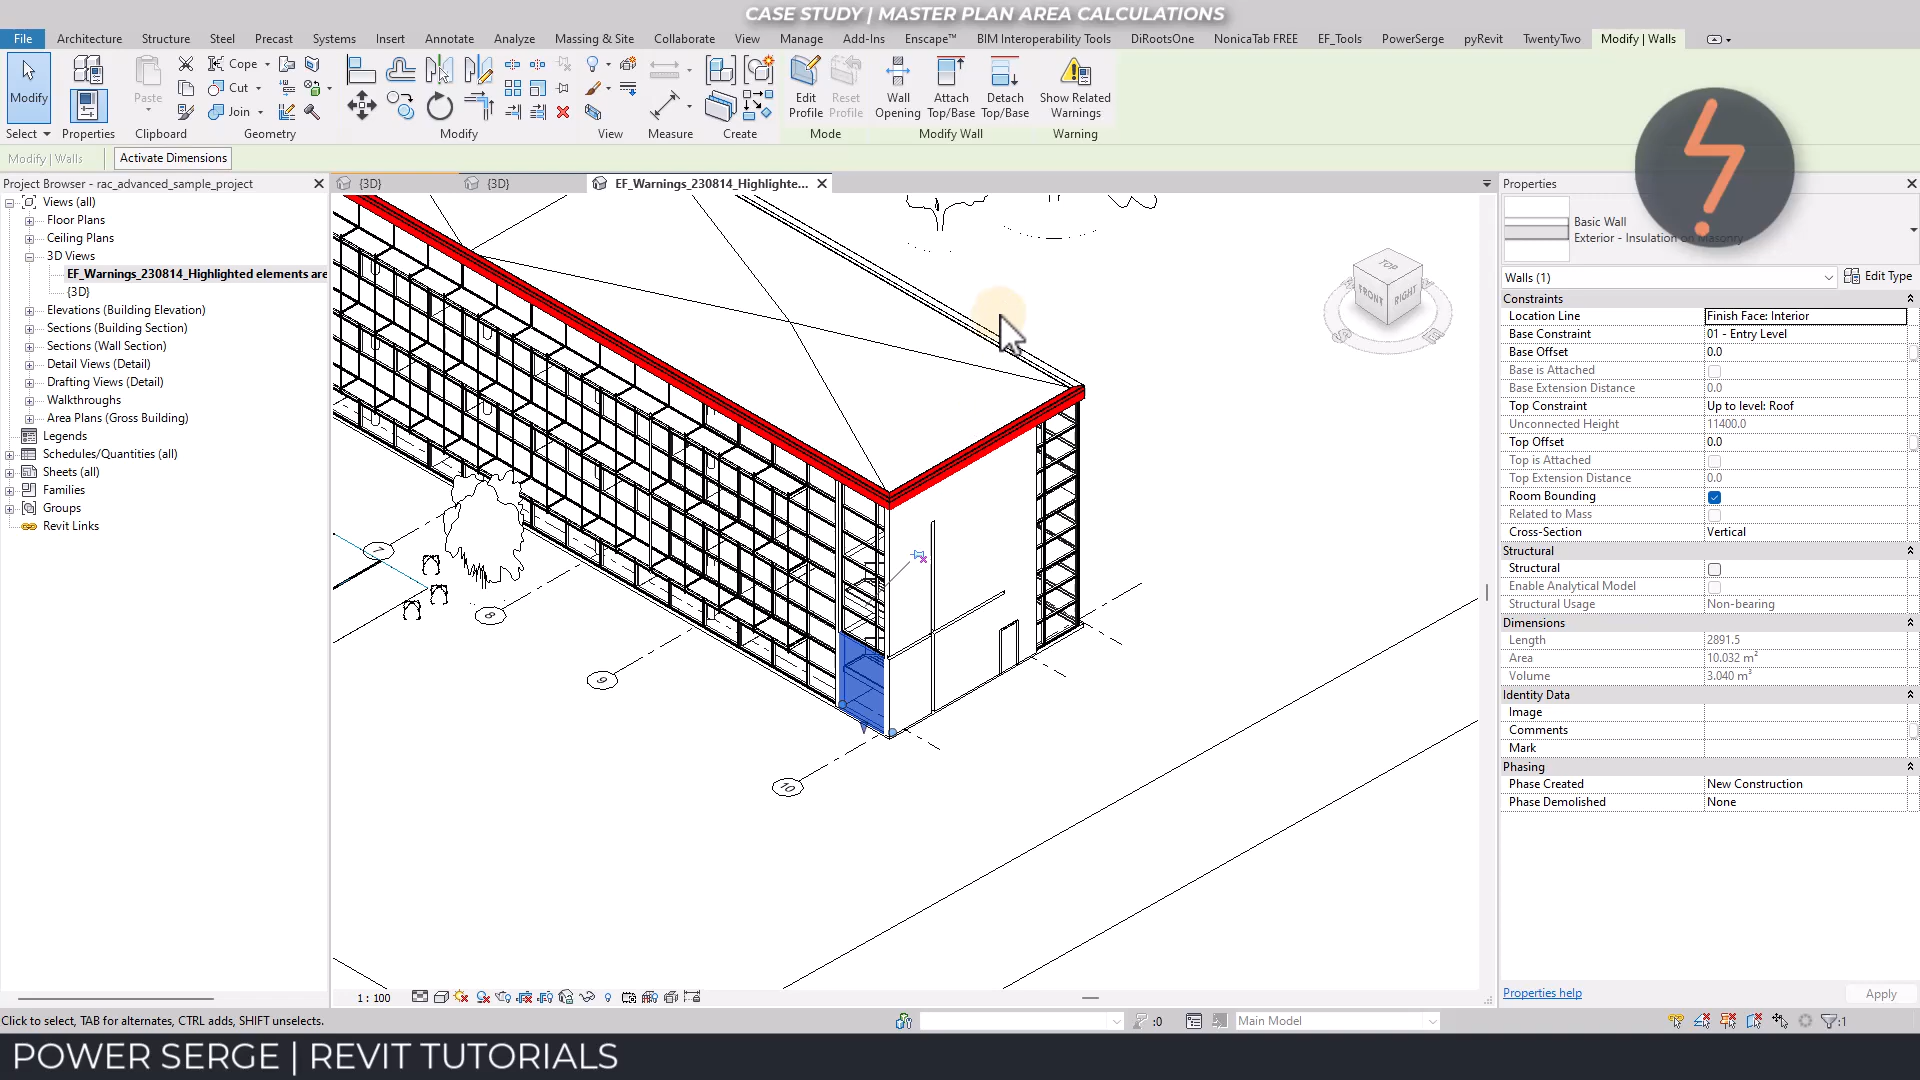 CASE STUDY | MASTER PLAN AREA CALCULATIONS
File Architecture Structure Steel Precast Systems Insert Annotate Analyze Massing & Site Collaborate View Manage Add-Ins Enscape™ BIM Interoperability Tools DiRootsOne NonicaTab FREE EF_Tools PowerSerge pyRevit TwentyTwo Modify | Walls
Modify Paste Cope Cut Join
Edit Profile Reset Profile Wall Opening Attach Top/Base Detach Top/Base Show Related Warnings
Select Properties Clipboard Geometry Modify View Measure Create Mode Modify Wall Warning
Modify | Walls Activate Dimensions
Project Browser - rac_advanced_sample_project
{3D} {3D} EF_Warnings_230814_Highlighte...
Views (all)
Floor Plans
Ceiling Plans
3D Views
EF_Warnings_230814_Highlighted elements are
{3D}
Elevations (Building Elevation)
Sections (Building Section)
Sections (Wall Section)
Detail Views (Detail)
Drafting Views (Detail)
Walkthroughs
Area Plans (Gross Building)
Legends
Schedules/Quantities (all)
Sheets (all)
Families
Groups
Revit Links
TOP
FRONT RIGHT
7
8
9
10
Properties
Basic Wall
Exterior - Insulation on Masonry
Walls (1) Edit Type
Constraints
Location Line Finish Face: Interior
Base Constraint 01 - Entry Level
Base Offset 0.0
Base is Attached
Base Extension Distance 0.0
Top Constraint Up to level: Roof
Unconnected Height 11400.0
Top Offset 0.0
Top is Attached
Top Extension Distance 0.0
Room Bounding
Related to Mass
Cross-Section Vertical
Structural
Structural
Enable Analytical Model
Structural Usage Non-bearing
Dimensions
Length 2891.5
Area 10.032 m²
Volume 3.040 m³
Identity Data
Image
Comments
Mark
Phasing
Phase Created New Construction
Phase Demolished None
Properties help Apply
1 : 100
Click to select, TAB for alternates, CTRL adds, SHIFT unselects. :0 Main Model :1
POWER SERGE | REVIT TUTORIALS